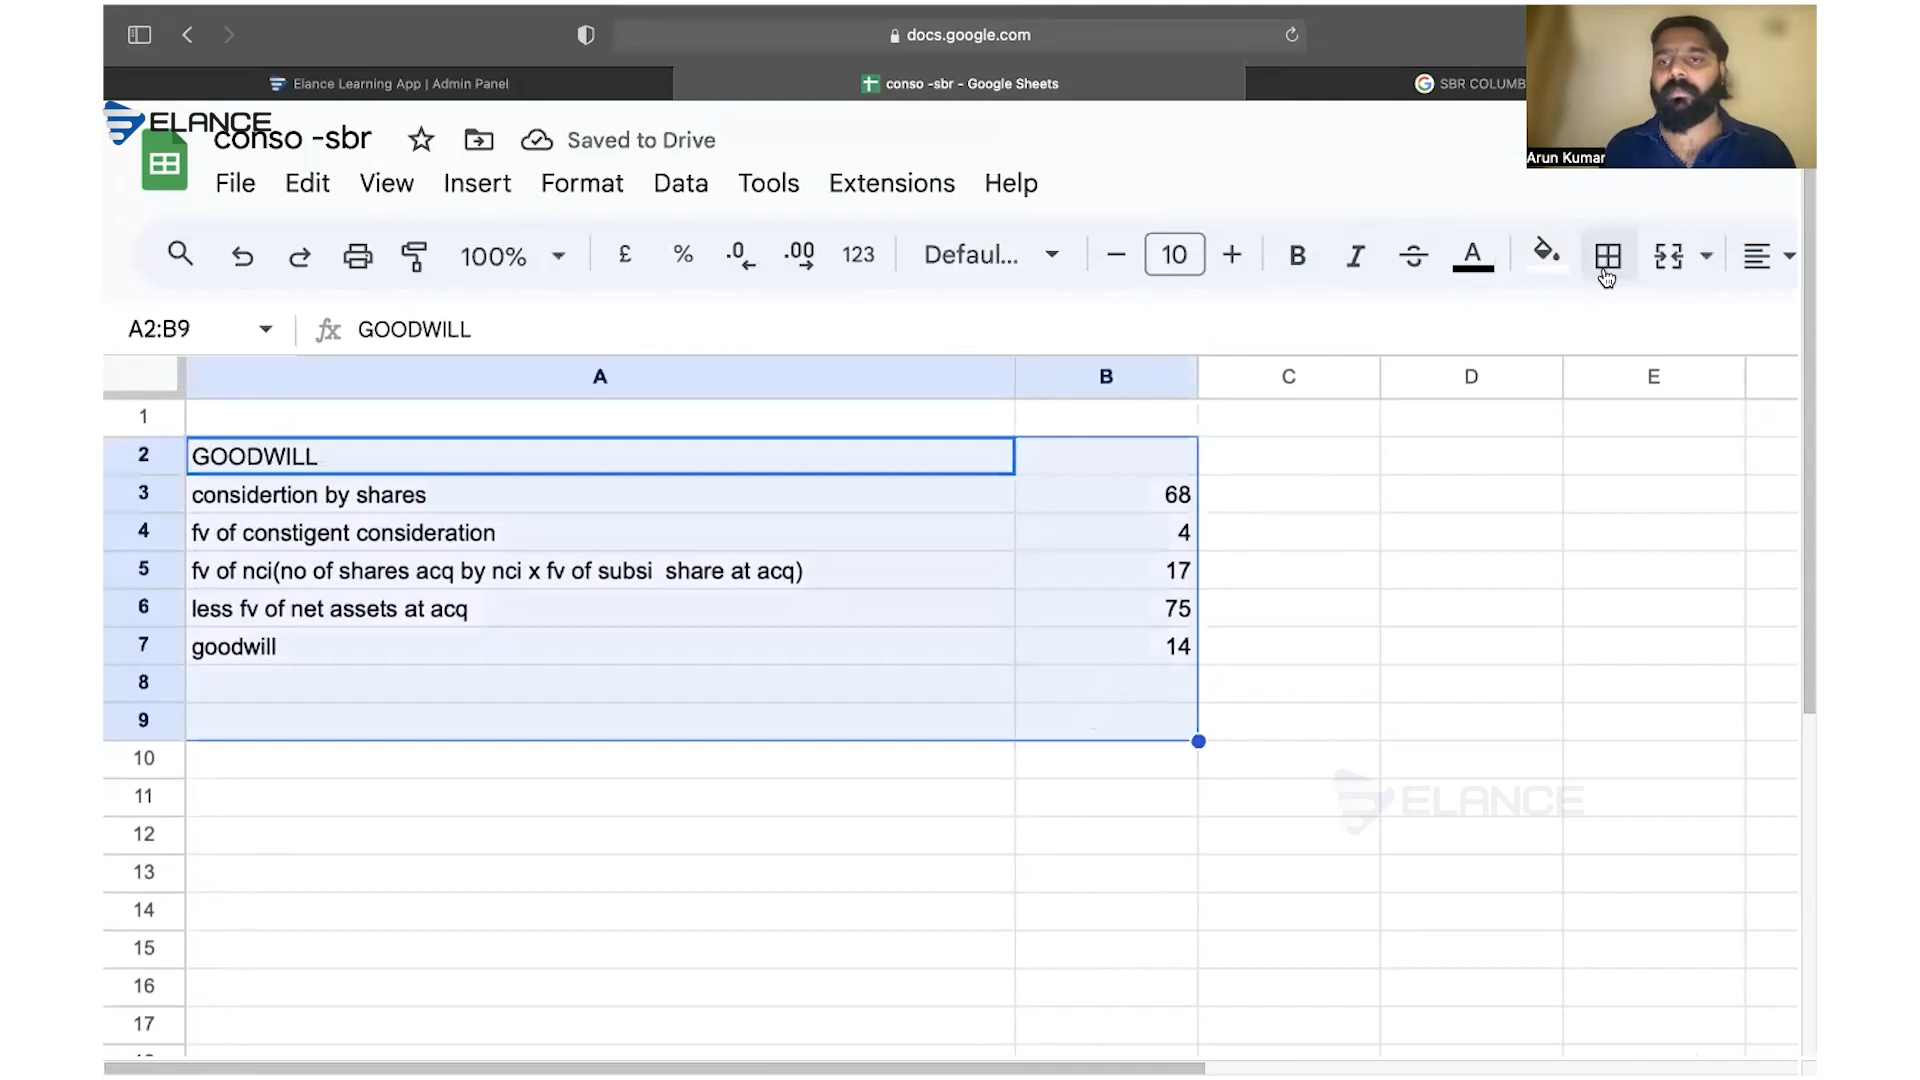 docs.google.com
Elance Learning App | Admin Panel
conso -sbr - Google Sheets
SBR COLUMB
ELANCE
conso -sbr
Saved to Drive
Arun Kumar
File Edit View Insert Format Data Tools Extensions Help
100% £ % .0 .00 123 Defaul... − 10 + B I S A
A2:B9 fx GOODWILL
A B C D E
1
2 GOODWILL
3 considertion by shares 68
4 fv of constigent consideration 4
5 fv of nci(no of shares acq by nci x fv of subsi share at acq) 17
6 less fv of net assets at acq 75
7 goodwill 14
8
9
10
11
ELANCE
12
13
14
15
16
17